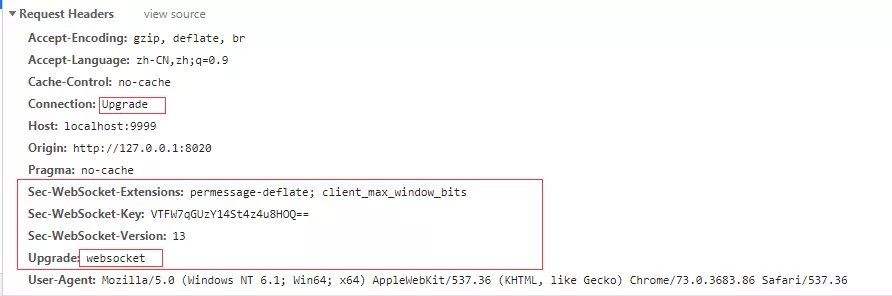 Request Headers view source
Accept-Encoding: gzip, deflate, br
Accept-Language: zh-CN,zh;q=0.9
Cache-Control: no-cache
Connection: Upgrade
Host: localhost:9999
Origin: http://127.0.0.1:8020
Pragma: no-cache
Sec-WebSocket-Extensions: permessage-deflate; client_max_window_bits
Sec-WebSocket-Key: VTFW7qGUzY14St4z4u8HOQ==
Sec-WebSocket-Version: 13
Upgrade: websocket
User-Agent: Mozilla/5.0 (Windows NT 6.1; Win64; x64) AppleWebKit/537.36 (KHTML, like Gecko) Chrome/73.0.3683.86 Safari/537.36